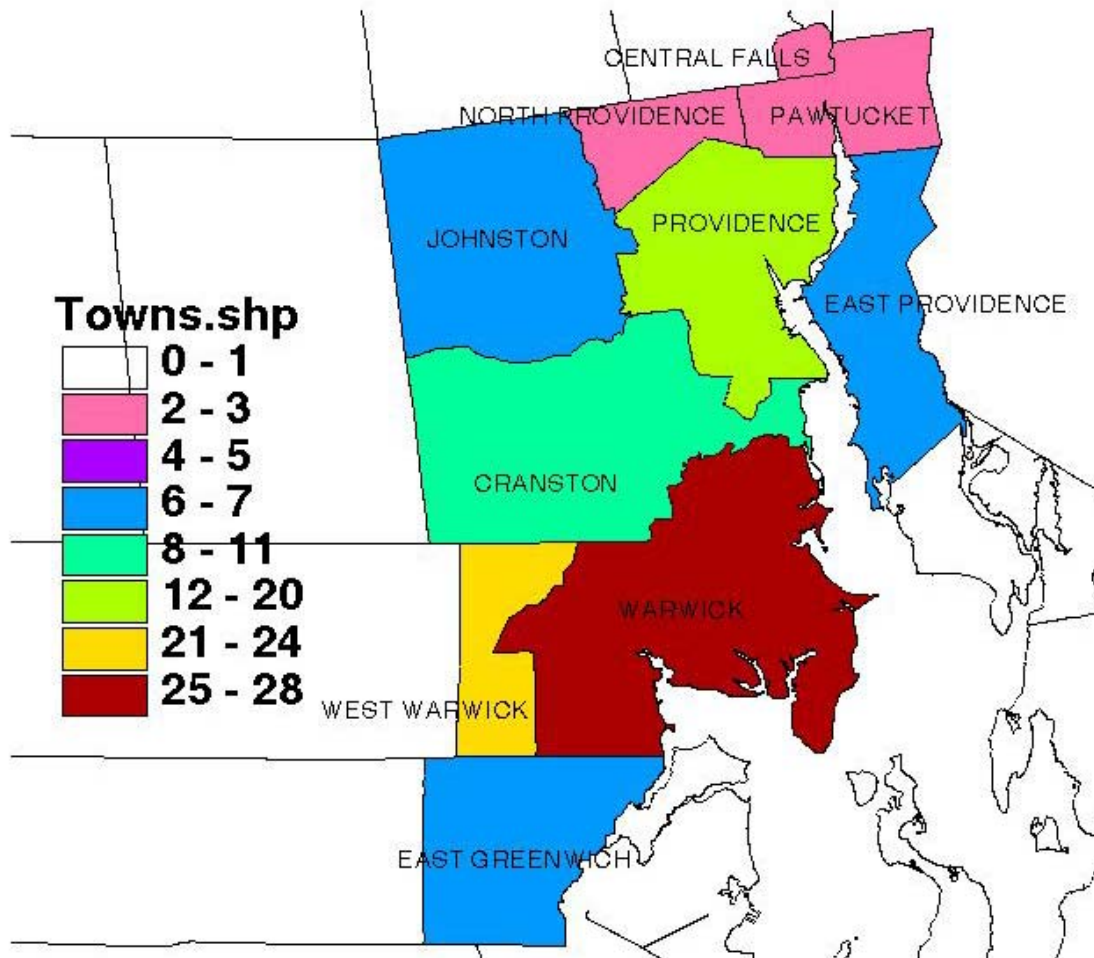 CENTRAL FALLS
NORTH PROVIDENCE
PAWTUCKET
PROVIDENCE
JOHNSTON
EAST PROVIDENCE
Towns.shp
0 - 1
2 - 3
4 - 5
6 - 7
8 - 11
12 - 20
21 - 24
25 - 28
CRANSTON
WARWICK
WEST WARWICK
EAST GREENWICH